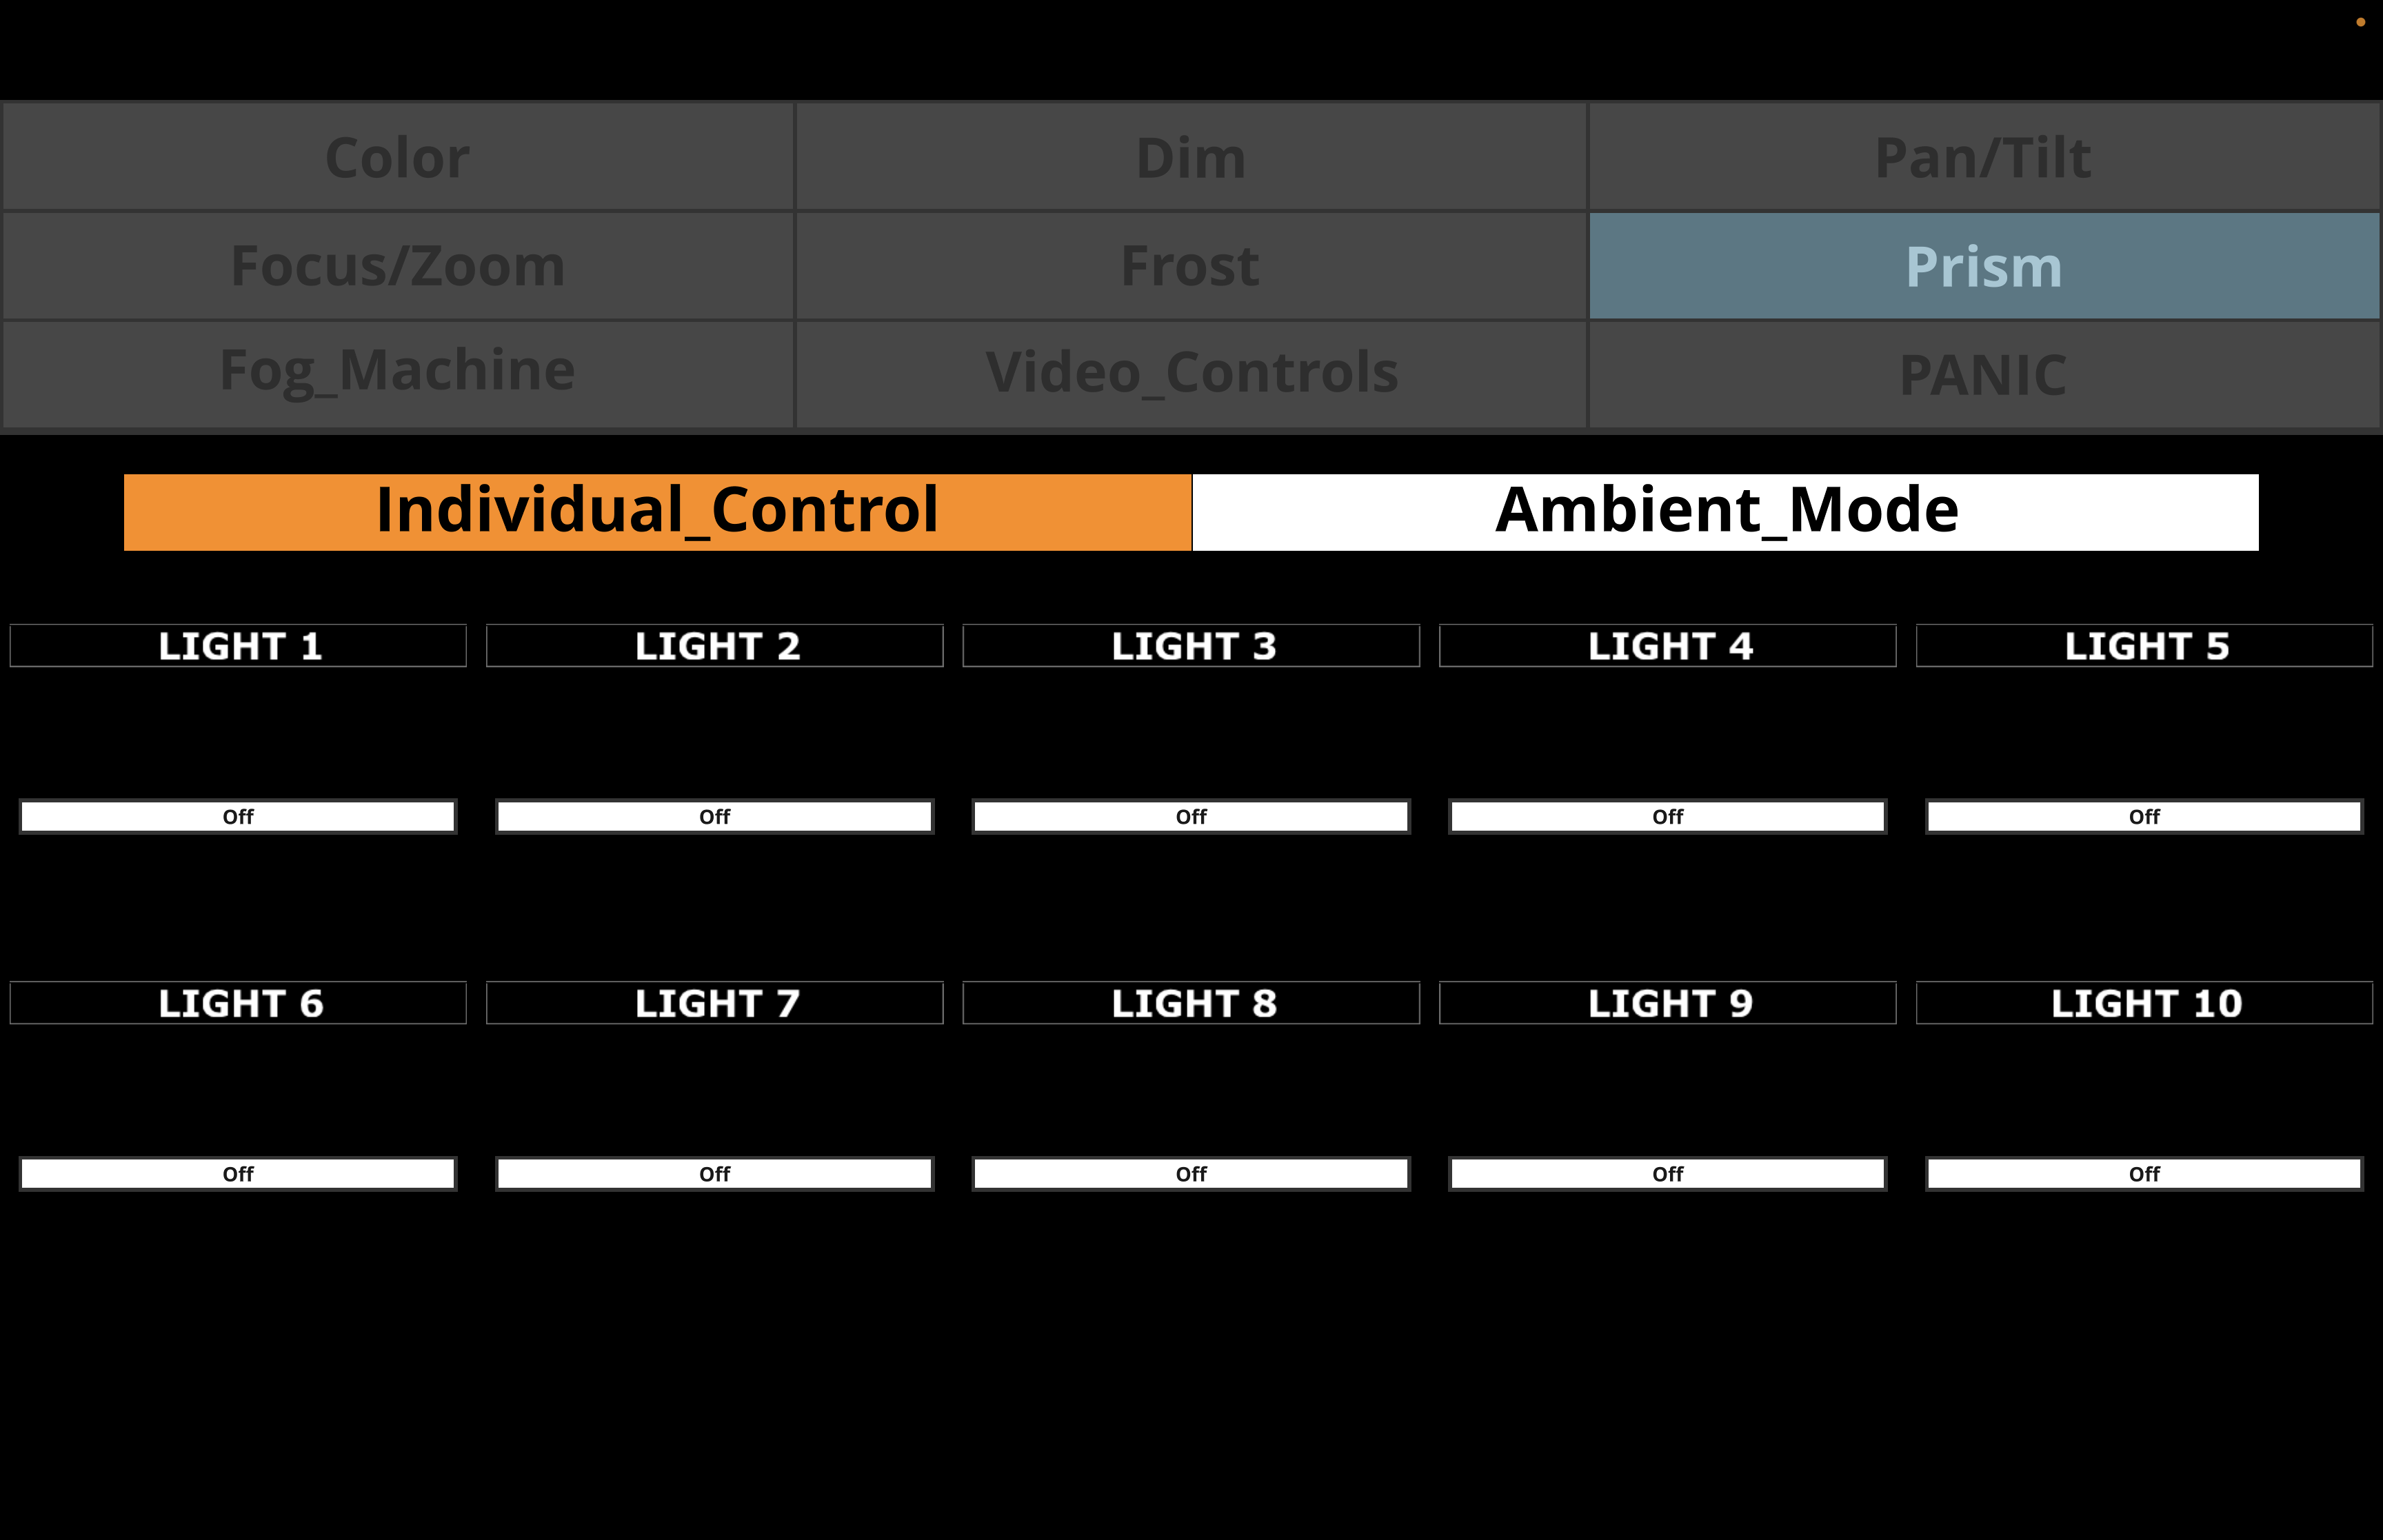 Color Dim Pan/Tilt
Focus/Zoom Frost Prism
Fog_Machine Video_Controls PANIC
Individual_Control Ambient_Mode
LIGHT 1 LIGHT 2 LIGHT 3 LIGHT 4 LIGHT 5
Off Off Off Off Off
LIGHT 6 LIGHT 7 LIGHT 8 LIGHT 9 LIGHT 10
Off Off Off Off Off